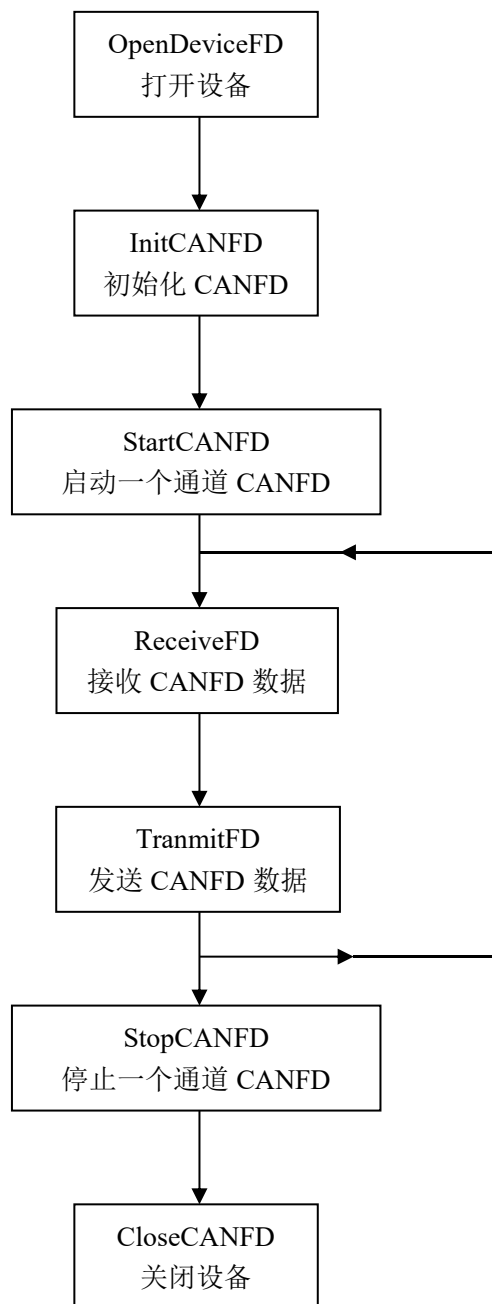 OpenDeviceFD
打开设备
InitCANFD
初始化 CANFD
StartCANFD
启动一个通道 CANFD
ReceiveFD
接收 CANFD 数据
TranmitFD
发送 CANFD 数据
StopCANFD
停止一个通道 CANFD
CloseCANFD
关闭设备